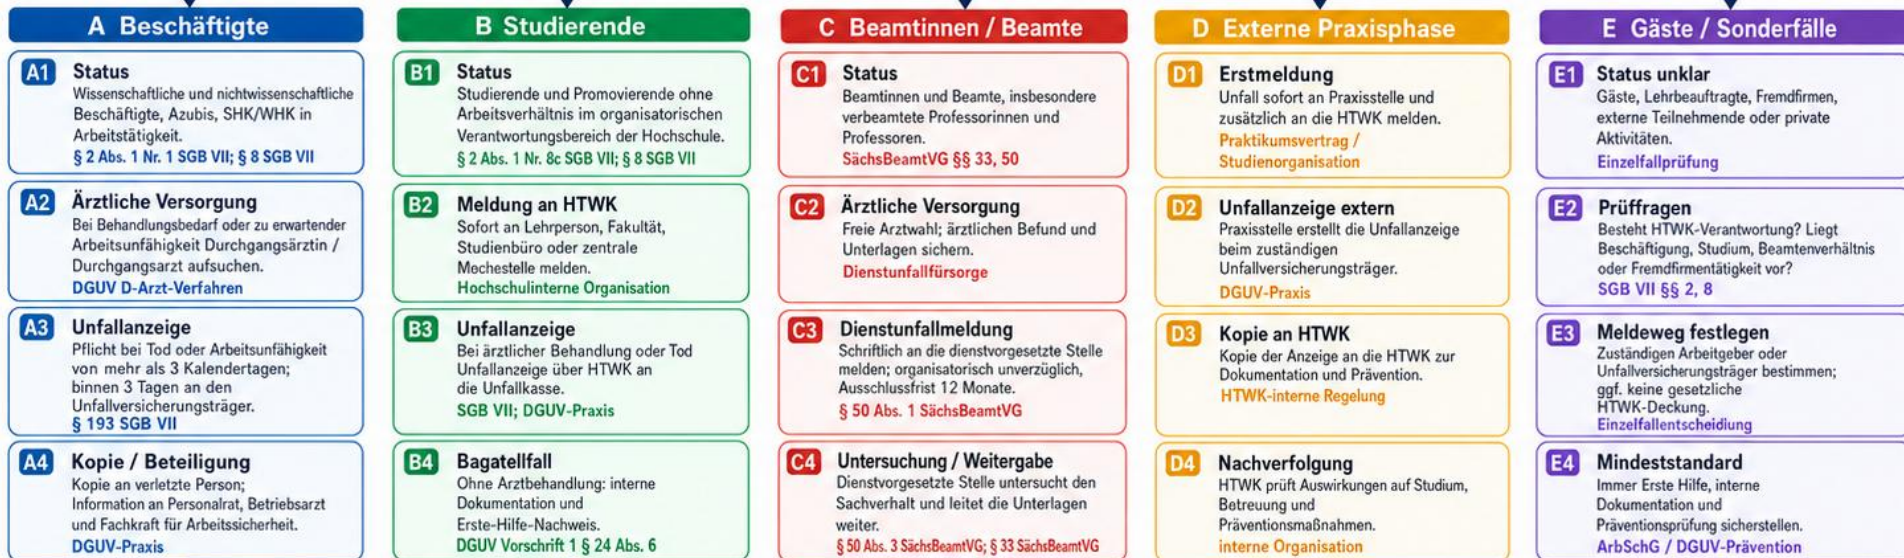 A Beschäftigte
A1 Status
Wissenschaftliche und nichtwissenschaftliche
Beschäftigte, Azubis, SHK/WHK in
Arbeitstätigkeit.
§ 2 Abs. 1 Nr. 1 SGB VII; § 8 SGB VII
A2 Ärztliche Versorgung
Bei Behandlungsbedarf oder zu erwartender
Arbeitsunfähigkeit Durchgangsärztin /
Durchgangsarzt aufsuchen.
DGUV D-Arzt-Verfahren
A3 Unfallanzeige
Pflicht bei Tod oder Arbeitsunfähigkeit
von mehr als 3 Kalendertagen;
binnen 3 Tagen an den
Unfallversicherungsträger.
§ 193 SGB VII
A4 Kopie / Beteiligung
Kopie an verletzte Person;
Information an Personalrat, Betriebsarzt
und Fachkraft für Arbeitssicherheit.
DGUV-Praxis
B Studierende
B1 Status
Studierende und Promovierende ohne
Arbeitsverhältnis im organisatorischen
Verantwortungsbereich der Hochschule.
§ 2 Abs. 1 Nr. 8c SGB VII; § 8 SGB VII
B2 Meldung an HTWK
Sofort an Lehrperson, Fakultät,
Studienbüro oder zentrale
Mechestelle melden.
Hochschulinterne Organisation
B3 Unfallanzeige
Bei ärztlicher Behandlung oder Tod
Unfallanzeige über HTWK an
die Unfallkasse.
SGB VII; DGUV-Praxis
B4 Bagatellfall
Ohne Arztbehandlung: interne
Dokumentation und
Erste-Hilfe-Nachweis.
DGUV Vorschrift 1 § 24 Abs. 6
C Beamtinnen / Beamte
C1 Status
Beamtinnen und Beamte, insbesondere
verbeamtete Professorinnen und
Professoren.
SächsBeamtVG §§ 33, 50
C2 Ärztliche Versorgung
Freie Arztwahl; ärztlichen Befund und
Unterlagen sichern.
Dienstunfallfürsorge
C3 Dienstunfallmeldung
Schriftlich an die dienstvorgesetzte Stelle
melden; organisatorisch unverzüglich,
Ausschlussfrist 12 Monate.
§ 50 Abs. 1 SächsBeamtVG
C4 Untersuchung / Weitergabe
Dienstvorgesetzte Stelle untersucht den
Sachverhalt und leitet die Unterlagen
weiter.
§ 50 Abs. 3 SächsBeamtVG; § 33 SächsBeamtVG
D Externe Praxisphase
D1 Erstmeldung
Unfall sofort an Praxisstelle und
zusätzlich an die HTWK melden.
Praktikumsvertrag /
Studienorganisation
D2 Unfallanzeige extern
Praxisstelle erstellt die Unfallanzeige
beim zuständigen
Unfallversicherungsträger.
DGUV-Praxis
D3 Kopie an HTWK
Kopie der Anzeige an die HTWK zur
Dokumentation und Prävention.
HTWK-interne Regelung
D4 Nachverfolgung
HTWK prüft Auswirkungen auf Studium,
Betreuung und
Präventionsmaßnahmen.
interne Organisation
E Gäste / Sonderfälle
E1 Status unklar
Gäste, Lehrbeauftragte, Fremdfirmen,
externe Teilnehmende oder private
Aktivitäten.
Einzelfallprüfung
E2 Prüffragen
Besteht HTWK-Verantwortung? Liegt
Beschäftigung, Studium, Beamtenverhältnis
oder Fremdfirmentätigkeit vor?
SGB VII §§ 2, 8
E3 Meldeweg festlegen
Zuständigen Arbeitgeber oder
Unfallversicherungsträger bestimmen;
ggf. keine gesetzliche
HTWK-Deckung.
Einzelfallentscheidlung
E4 Mindeststandard
Immer Erste Hilfe, interne
Dokumentation und
Präventionsprüfung sicherstellen.
ArbSchG / DGUV-Prävention